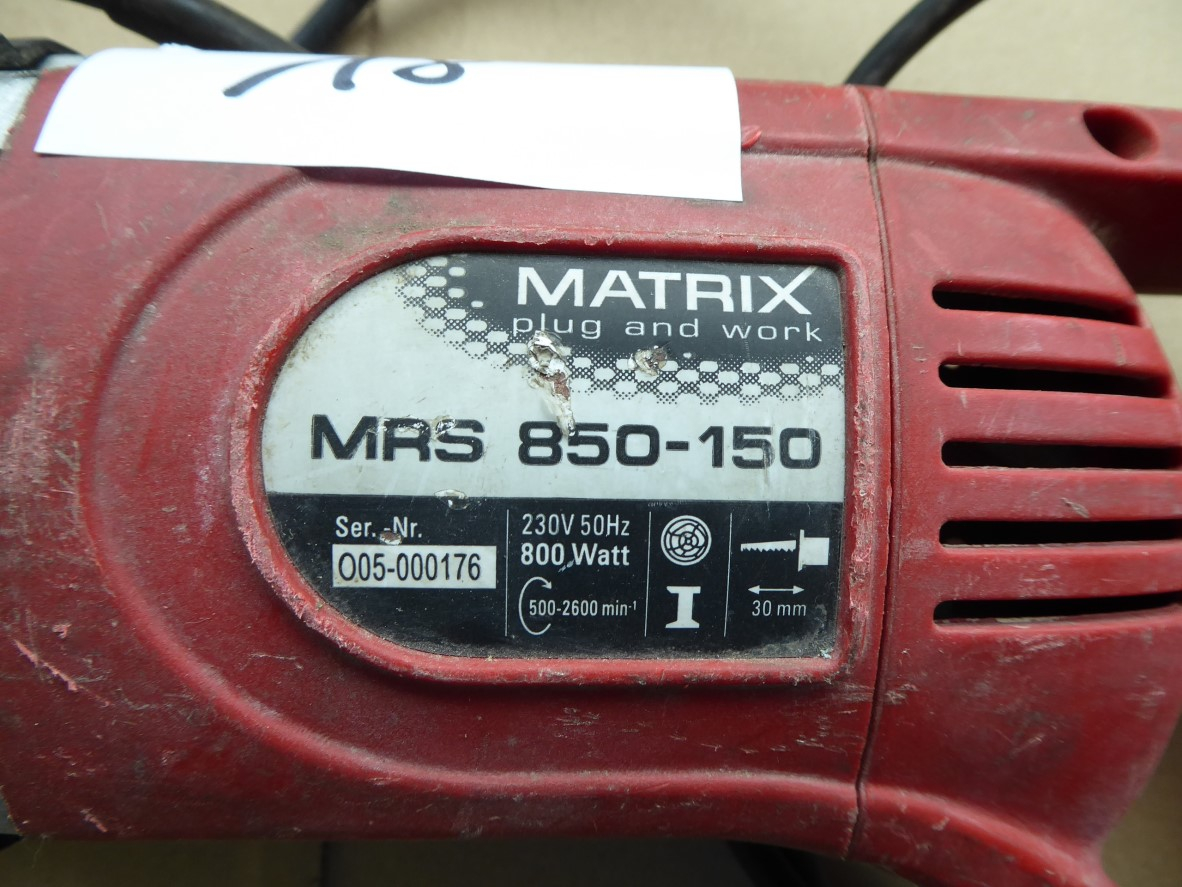 MATRIX
plug and work
MRS 850-150
Ser.-Nr.
O05-000176
230V 50Hz
800 Watt
500-2600 min-¹
30 mm